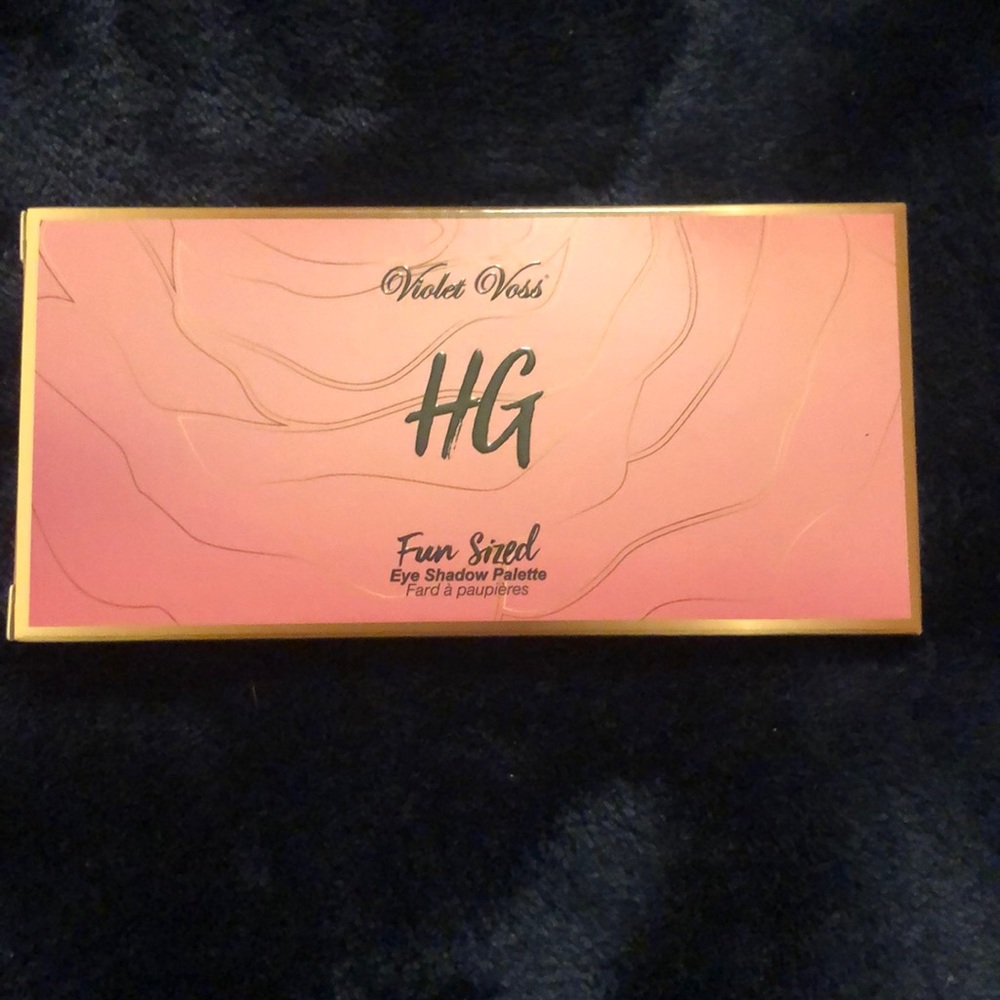 Violet Voss
HG
Fun Sized
Eye Shadow Palette
Fard à paupières